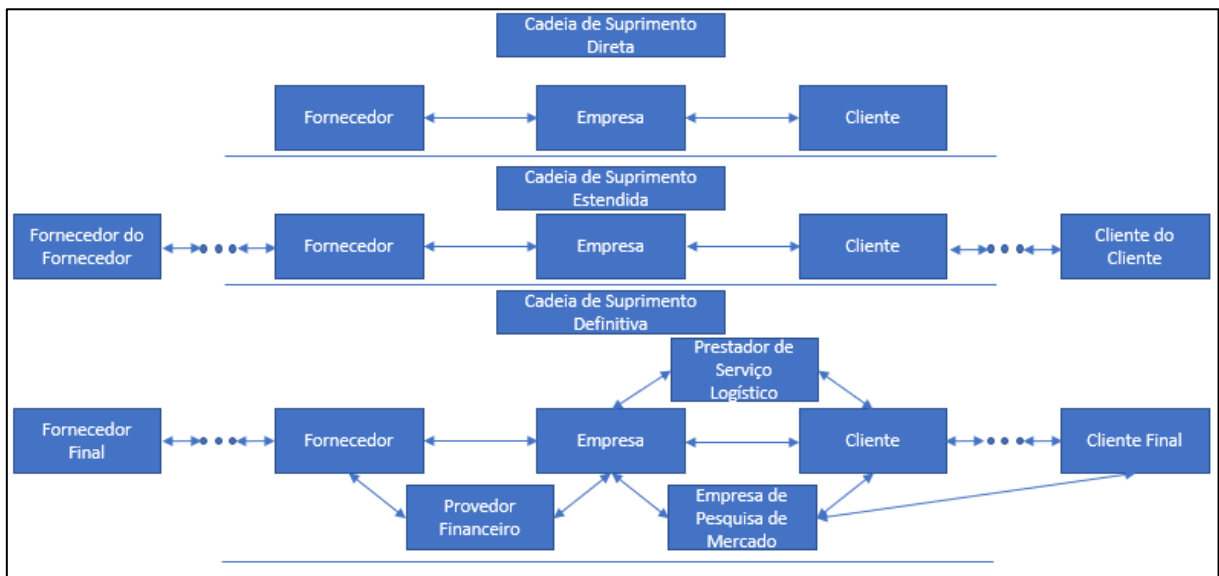 Cadeia de Suprimento
Direta
Fornecedor
Empresa
Cliente
Cadeia de Suprimento
Estendida
Fornecedor do
Fornecedor
Fornecedor
Empresa
Cliente
Cliente do
Cliente
Cadeia de Suprimento
Definitiva
Prestador de
Serviço
Logístico
Fornecedor
Final
Fornecedor
Empresa
Cliente
Cliente Final
Provedor
Financeiro
Empresa de
Pesquisa de
Mercado